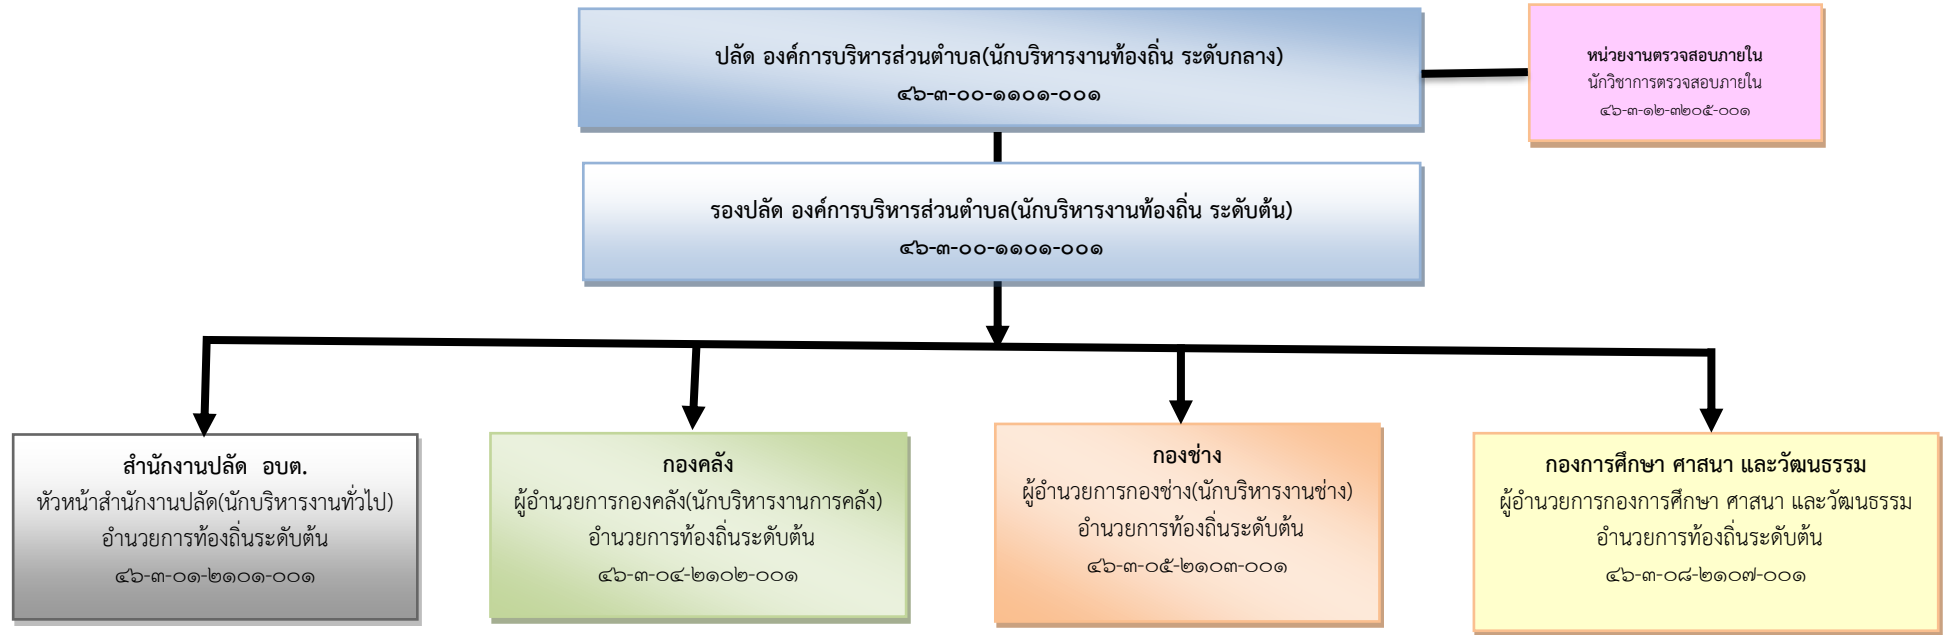 ปลัด องค์การบริหารส่วนตำบล(นักบริหารงานท้องถิ่น ระดับกลาง)
๔๖-๓-๐๐-๑๑๐๑-๐๐๑
หน่วยงานตรวจสอบภายใน
นักวิชาการตรวจสอบภายใน
๔๖-๓-๑๒-๓๒๐๕-๐๐๑
รองปลัด องค์การบริหารส่วนตำบล(นักบริหารงานท้องถิ่น ระดับต้น)
๔๖-๓-๐๐-๑๑๐๑-๐๐๑
สำนักงานปลัด อบต.
หัวหน้าสำนักงานปลัด(นักบริหารงานทั่วไป)
อำนวยการท้องถิ่นระดับต้น
๔๖-๓-๐๑-๒๑๐๑-๐๐๑
กองคลัง
ผู้อำนวยการกองคลัง(นักบริหารงานการคลัง)
อำนวยการท้องถิ่นระดับต้น
๔๖-๓-๐๔-๒๑๐๒-๐๐๑
กองช่าง
ผู้อำนวยการกองช่าง(นักบริหารงานช่าง)
อำนวยการท้องถิ่นระดับต้น
๔๖-๓-๐๕-๒๑๐๓-๐๐๑
กองการศึกษา ศาสนา และวัฒนธรรม
ผู้อำนวยการกองการศึกษา ศาสนา และวัฒนธรรม
อำนวยการท้องถิ่นระดับต้น
๔๖-๓-๐๘-๒๑๐๗-๐๐๑